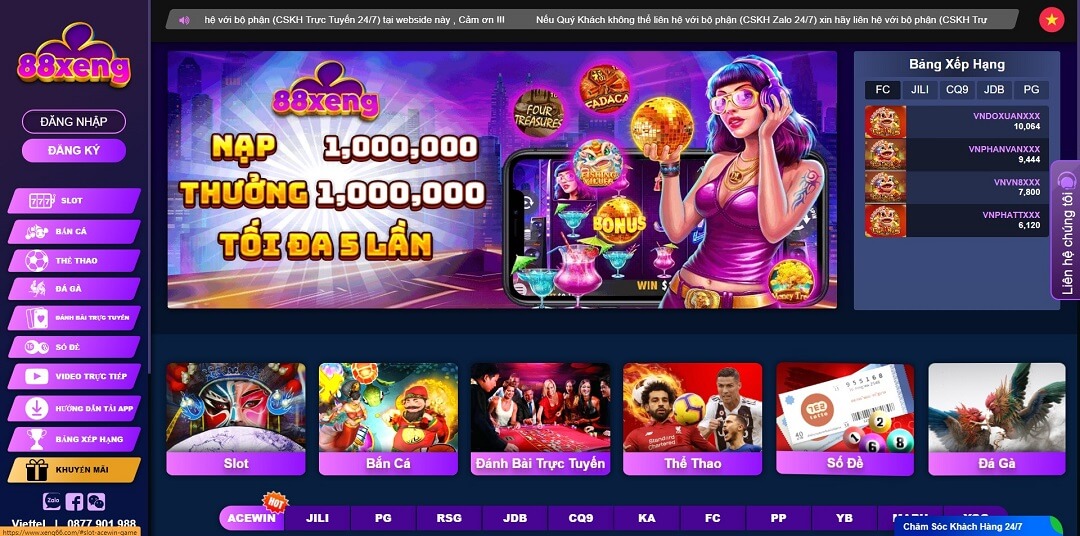 hệ với bộ phận (CSKH Trực Tuyến 24/7) tại webside này , Cảm ơn !!! Nếu Quý Khách không thể liên hệ với bộ phận (CSKH Zalo 24/7) xin hãy liên hệ với bộ phận (CSKH Trự
88xeng
ĐĂNG NHẬP
ĐĂNG KÝ
SLOT
BẮN CÁ
THỂ THAO
ĐÁ GÀ
ĐÁNH BÀI TRỰC TUYẾN
SỐ ĐỀ
VIDEO TRỰC TIẾP
HƯỚNG DẪN TẢI APP
BẢNG XẾP HẠNG
KHUYẾN MÃI
Zalo
Viettel | 0877 901 988
https://www.xeng66.com/#slot-acewin-game
88xeng
NẠP 1,000,000
THƯỞNG 1,000,000
TỐI ĐA 5 LẦN
FOUR TREASURES
FADACAI
BONUS
WIN $
Bảng Xếp Hạng
FC JILI CQ9 JDB PG
VNDOXUANXXX
10,064
VNPHANVANXXX
9,444
VNVN8XXX
7,800
VNPHATTXXX
6,120
Liên hệ chúng tôi
Standard Chartered
Jeep
955168
Slot
Bắn Cá
Đánh Bài Trực Tuyến
Thể Thao
Số Đề
Đá Gà
HOT
ACEWIN JILI PG RSG JDB CQ9 KA FC PP YB
Chăm Sóc Khách Hàng 24/7